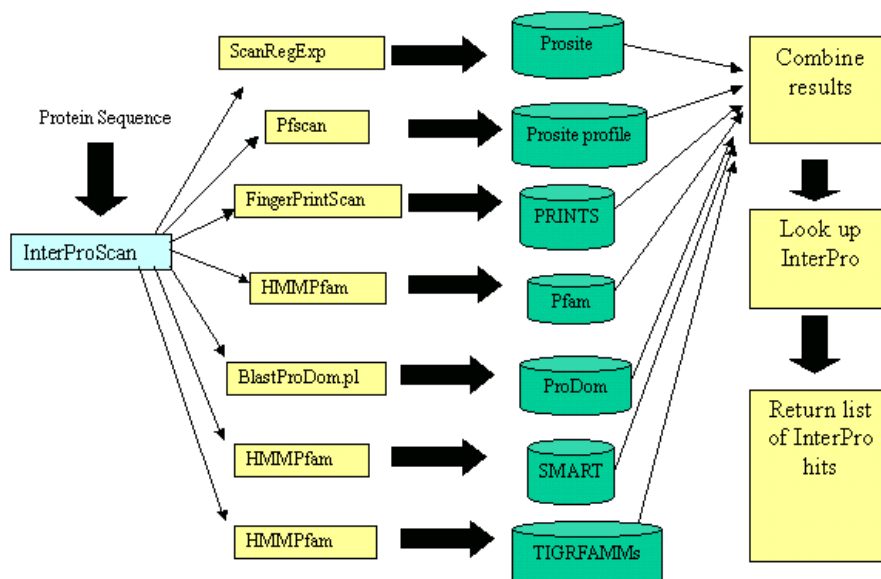 ScanRegExp
Prosite
Combine
results
Protein Sequence
Pfscan
Prosite profile
FingerPrintScan
PRINTS
InterProScan
Look up
InterPro
HMMPfam
Pfam
BlastProDom.pl
ProDom
Return list
of InterPro
hits
HMMPfam
SMART
HMMPfam
TIGRFAMMs